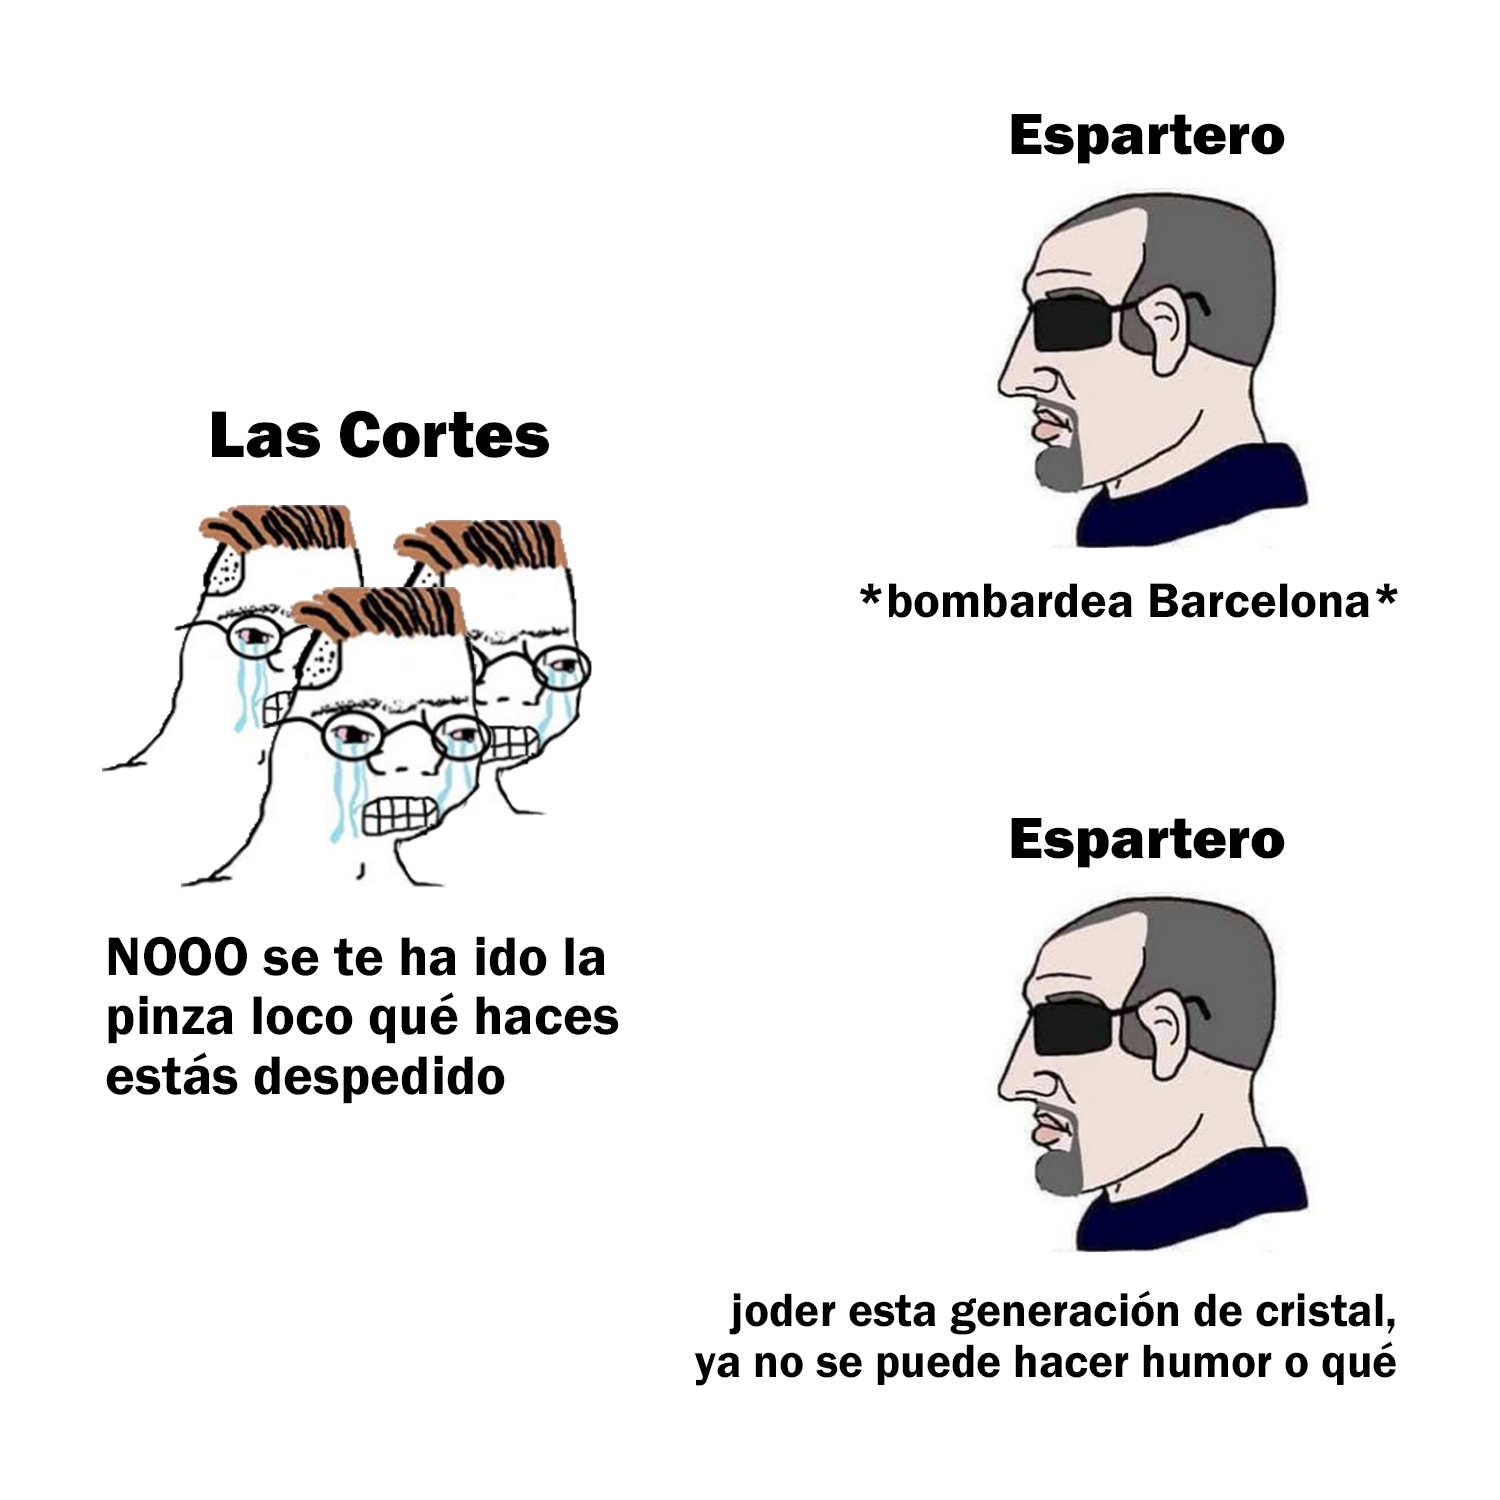 Espartero
*bombardea Barcelona*
Las Cortes
NOOO se te ha ido la
pinza loco qué haces
estás despedido
Espartero
joder esta generación de cristal,
ya no se puede hacer humor o qué